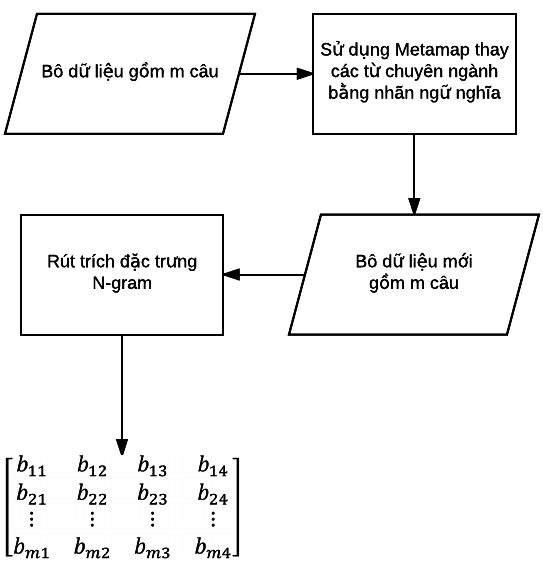 Bô dữ liệu gồm m câu
Sử dụng Metamap thay
các từ chuyên ngành
bằng nhãn ngữ nghĩa
Bô dữ liệu mới
gồm m câu
Rút trích đặc trưng
N-gram
b₁₁ b₁₂ b₁₃ b₁₄
b₂₁ b₂₂ b₂₃ b₂₄
⋮ ⋮ ⋮ ⋮
bₘ₁ bₘ₂ bₘ₃ bₘ₄